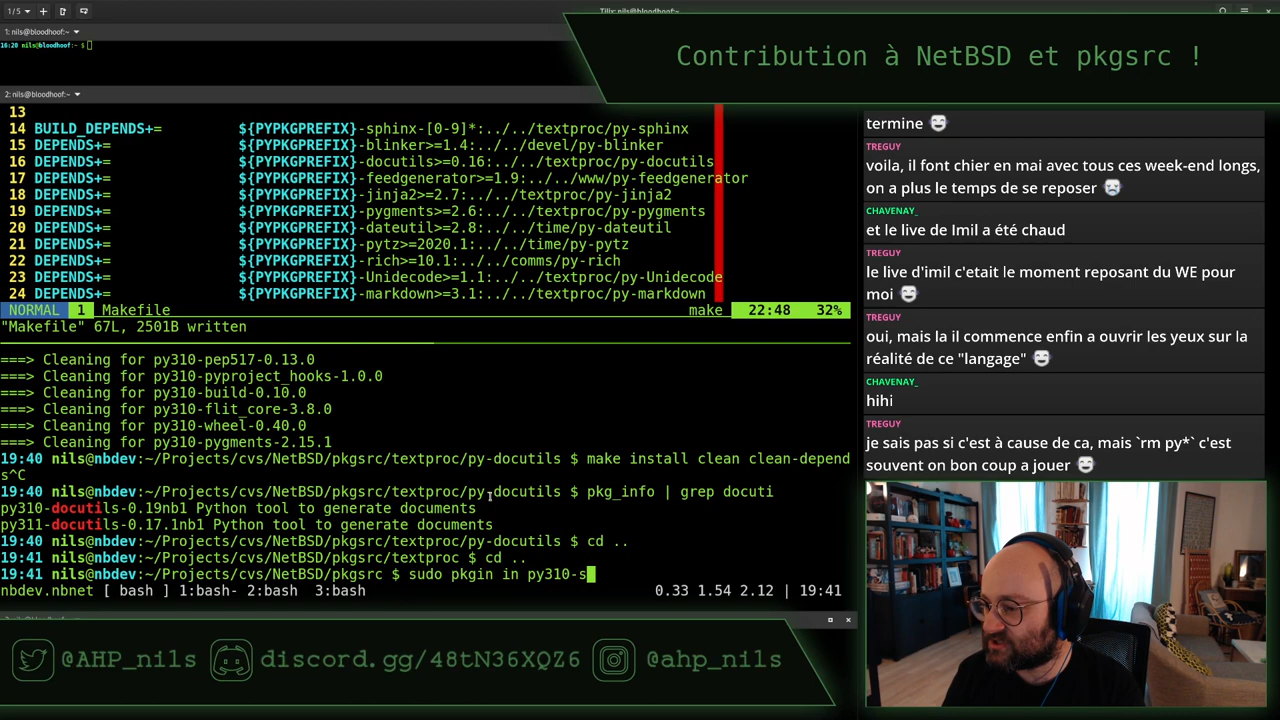 1/5
Tilix: nils@bloodhoof:~
1: nils@bloodhoof:~
16:20 nils@bloodhoof:~ $
Contribution à NetBSD et pkgsrc !
2: nils@bloodhoof:~
13
14 BUILD_DEPENDS+= ${PYPKGPREFIX}-sphinx-[0-9]*:../../textproc/py-sphinx
15 DEPENDS+= ${PYPKGPREFIX}-blinker>=1.4:../../devel/py-blinker
16 DEPENDS+= ${PYPKGPREFIX}-docutils>=0.16:../../textproc/py-docutils
17 DEPENDS+= ${PYPKGPREFIX}-feedgenerator>=1.9:../../www/py-feedgenerator
18 DEPENDS+= ${PYPKGPREFIX}-jinja2>=2.7:../../textproc/py-jinja2
19 DEPENDS+= ${PYPKGPREFIX}-pygments>=2.6:../../textproc/py-pygments
20 DEPENDS+= ${PYPKGPREFIX}-dateutil>=2.8:../../time/py-dateutil
21 DEPENDS+= ${PYPKGPREFIX}-pytz>=2020.1:../../time/py-pytz
22 DEPENDS+= ${PYPKGPREFIX}-rich>=10.1:../../comms/py-rich
23 DEPENDS+= ${PYPKGPREFIX}-Unidecode>=1.1:../../textproc/py-Unidecode
24 DEPENDS+= ${PYPKGPREFIX}-markdown>=3.1:../../textproc/py-markdown
NORMAL 1 Makefile make 22:48 32%
"Makefile" 67L, 2501B written
===> Cleaning for py310-pep517-0.13.0
===> Cleaning for py310-pyproject_hooks-1.0.0
===> Cleaning for py310-build-0.10.0
===> Cleaning for py310-flit_core-3.8.0
===> Cleaning for py310-wheel-0.40.0
===> Cleaning for py310-pygments-2.15.1
19:40 nils@nbdev:~/Projects/cvs/NetBSD/pkgsrc/textproc/py-docutils $ make install clean clean-depend
s^C
19:40 nils@nbdev:~/Projects/cvs/NetBSD/pkgsrc/textproc/py-docutils $ pkg_info | grep docuti
py310-docutils-0.19nb1 Python tool to generate documents
py311-docutils-0.17.1nb1 Python tool to generate documents
19:40 nils@nbdev:~/Projects/cvs/NetBSD/pkgsrc/textproc/py-docutils $ cd ..
19:41 nils@nbdev:~/Projects/cvs/NetBSD/pkgsrc/textproc $ cd ..
19:41 nils@nbdev:~/Projects/cvs/NetBSD/pkgsrc $ sudo pkgin in py310-s
nbdev.nbnet [ bash ] 1:bash- 2:bash 3:bash 0.33 1.54 2.12 | 19:41
termine
TREGUY
voila, il font chier en mai avec tous ces week-end longs,
on a plus le temps de se reposer
CHAVENAY_
et le live de Imil a été chaud
TREGUY
le live d'imil c'etait le moment reposant du WE pour
moi
TREGUY
oui, mais la il commence enfin a ouvrir les yeux sur la
réalité de ce "langage"
CHAVENAY_
hihi
TREGUY
je sais pas si c'est à cause de ca, mais `rm py*` c'est
souvent on bon coup a jouer
@AHP_nils discord.gg/48tN36XQZ6 @ahp_nils